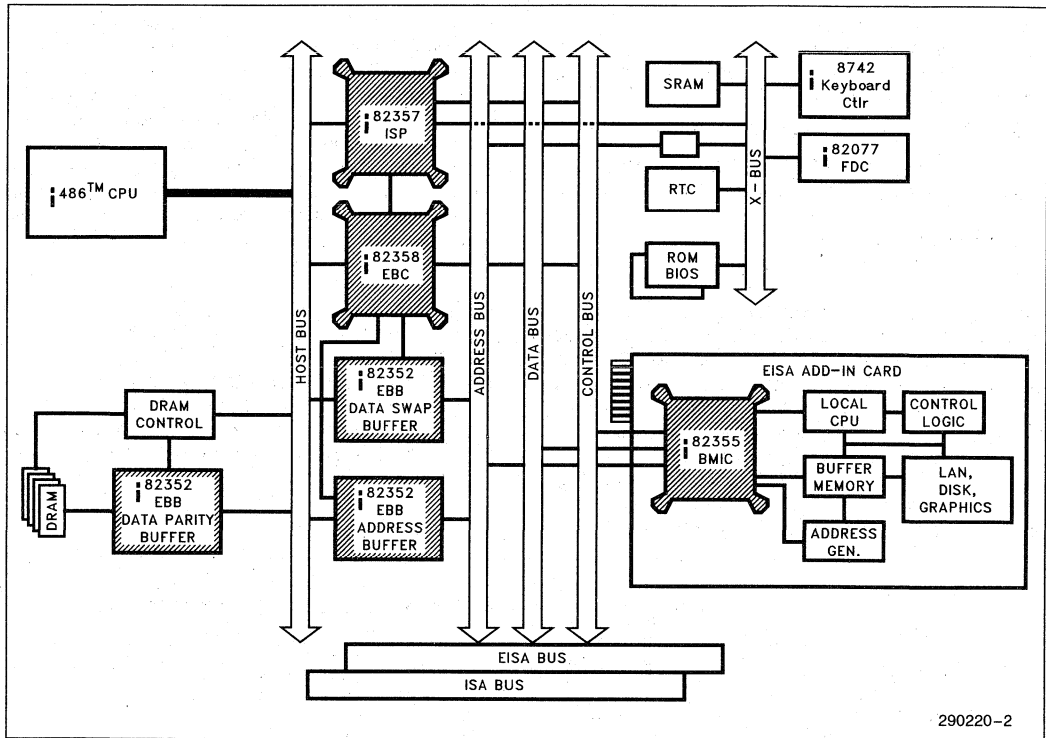 i486™ CPU
HOST BUS
i 82357
ISP
i 82358
EBC
i 82352
EBB
DATA SWAP
BUFFER
i 82352
EBB
ADDRESS
BUFFER
DRAM
CONTROL
DRAM
i 82352
EBB
DATA PARITY
BUFFER
ADDRESS BUS
DATA BUS
CONTROL BUS
SRAM
RTC
ROM
BIOS
X-BUS
i 8742
Keyboard
Ctlr
i 82077
FDC
EISA ADD-IN CARD
i 82355
BMIC
LOCAL
CPU
CONTROL
LOGIC
BUFFER
MEMORY
LAN,
DISK,
GRAPHICS
ADDRESS
GEN.
EISA BUS
ISA BUS
290220-2